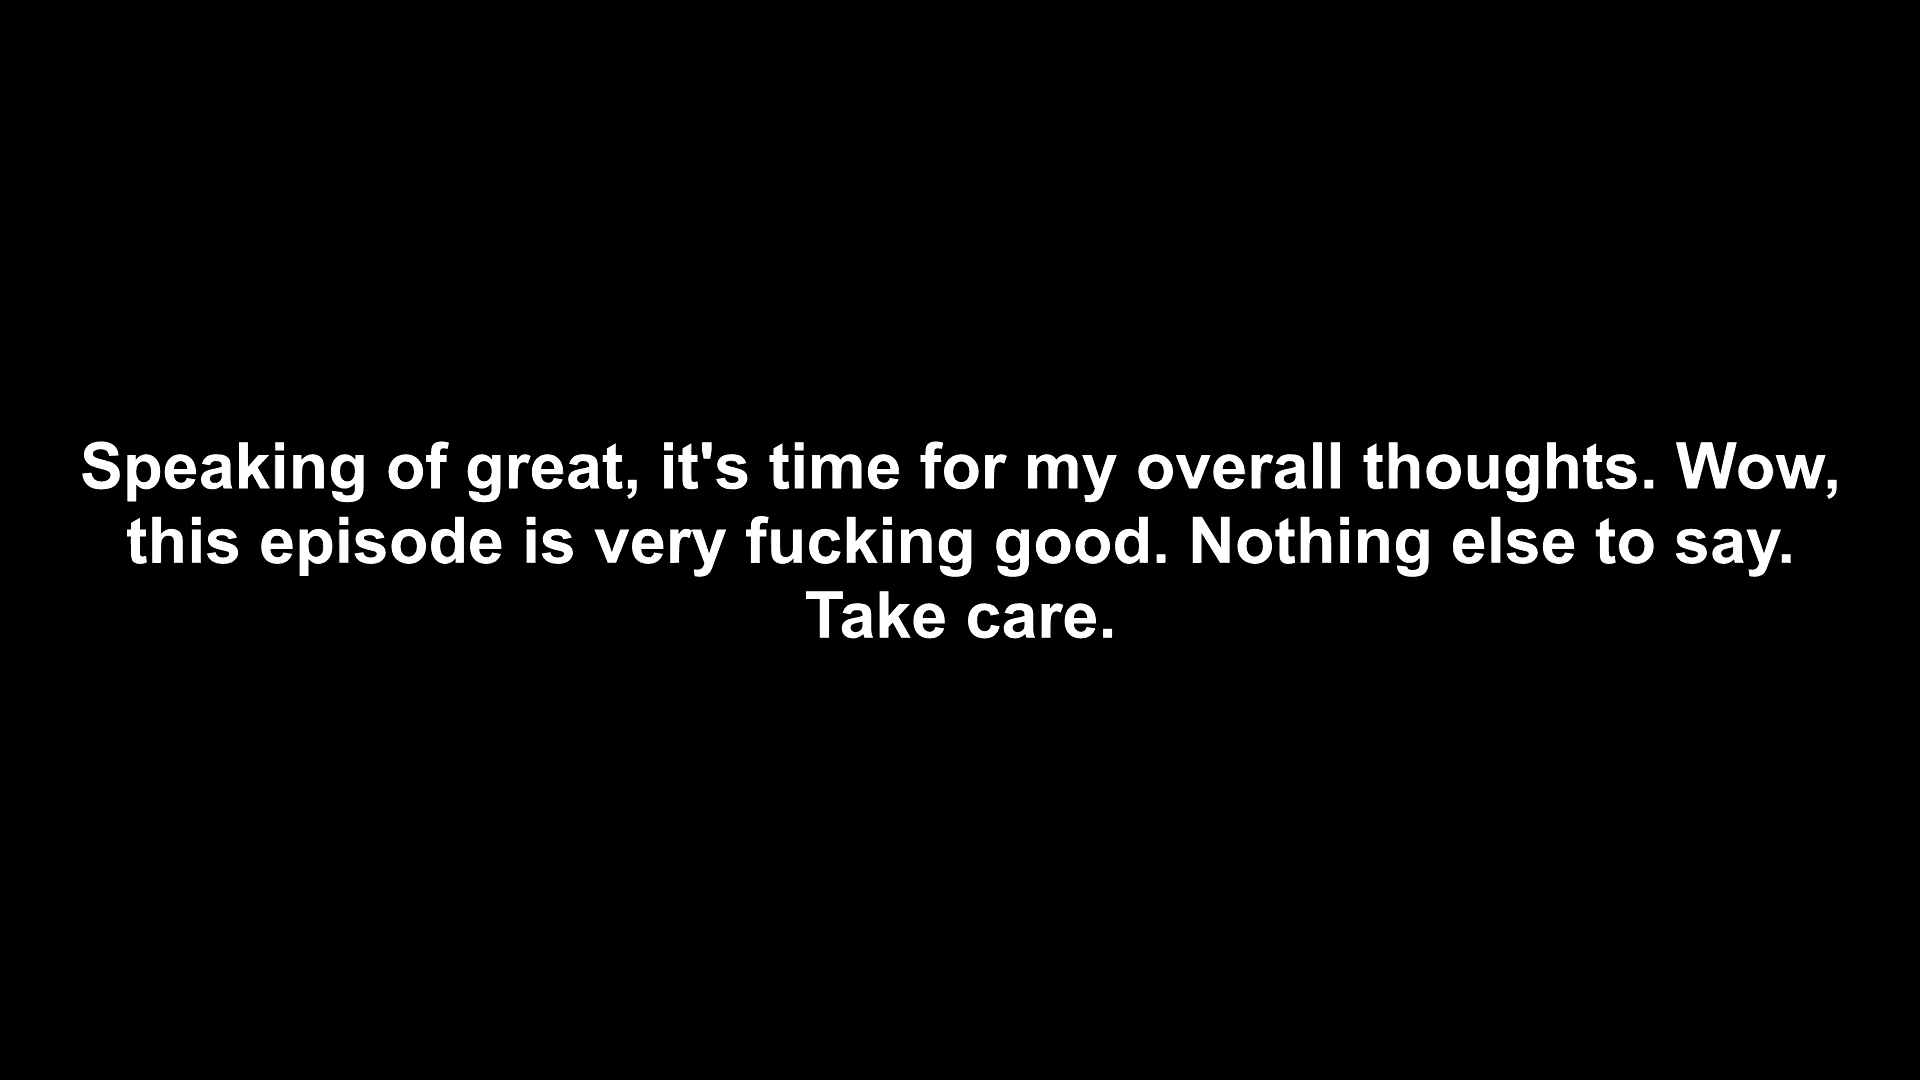 Speaking of great, it's time for my overall thoughts. Wow,
this episode is very fucking good. Nothing else to say.
Take care.